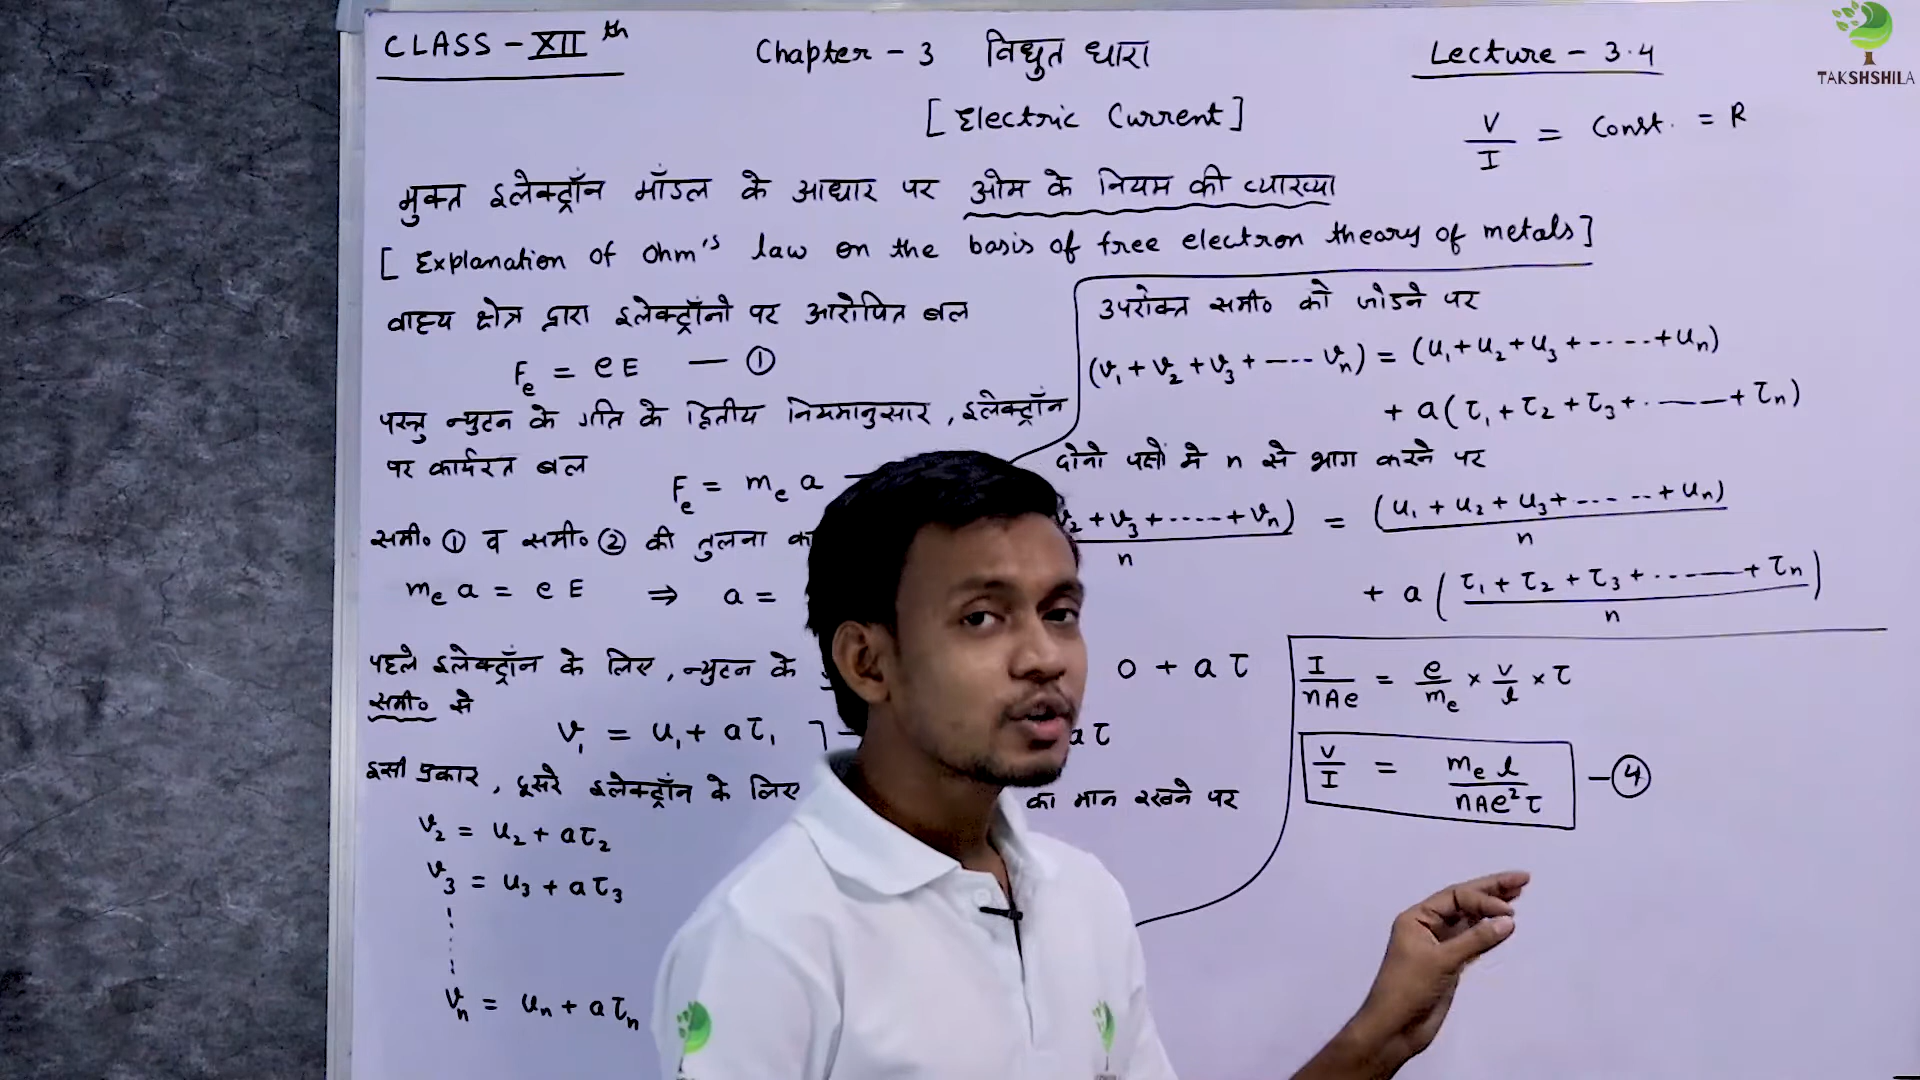 CLASS - XII th
Chapter - 3 विद्युत धारा
Lecture - 3.4
TAKSHSHILA
[ Electric Current ]
V/I = Const. = R
मुक्त इलेक्ट्रॉन मॉडल के आधार पर ओम के नियम की व्याख्या
[ Explanation of Ohm's law on the basis of free electron theory of metals ]
वाह्य क्षेत्र द्वारा इलेक्ट्रॉनो पर आरोपित बल
Fe = eE — ①
परन्तु न्युटन के गति के द्वितीय नियमानुसार , इलेक्ट्रॉन
पर कार्यरत बल
Fe = me a
समी० ① व समी० ② की तुलना
me a = eE ⇒ a =
पहले इलेक्ट्रॉन के लिए , न्युटन के
समी० से
v₁ = u₁ + aτ₁
इसी प्रकार , दूसरे इलेक्ट्रॉन के लिए
v₂ = u₂ + aτ₂
v₃ = u₃ + aτ₃
vn = un + aτn
उपरोक्त समी० को जोडने पर
(v₁ + v₂ + v₃ + ---- vn) = (u₁ + u₂ + u₃ + ----- + un)
+ a(τ₁ + τ₂ + τ₃ + ------ + τn)
दोनो पक्षो मे n से भाग करने पर
v₂ + v₃ + ----- + vn) / n = (u₁ + u₂ + u₃ + ------ + un) / n
+ a ( τ₁ + τ₂ + τ₃ + ------ + τn / n )
0 + aτ
aτ
का मान रखने पर
I/nAe = e/me × V/l × τ
V/I = me l / nAe²τ — ④